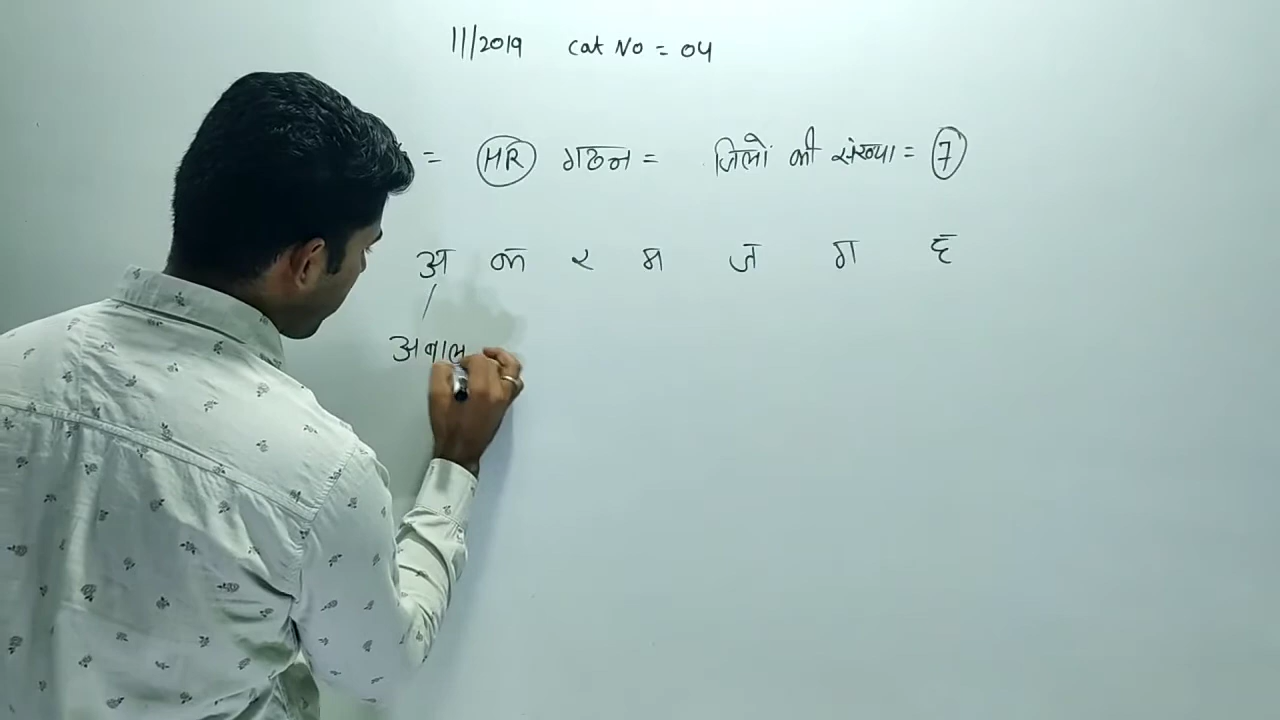 11/2019 Cat No = 04
= HR गठन = जिलों की संख्या = 7
अ क र म ज ग ह
अबाल